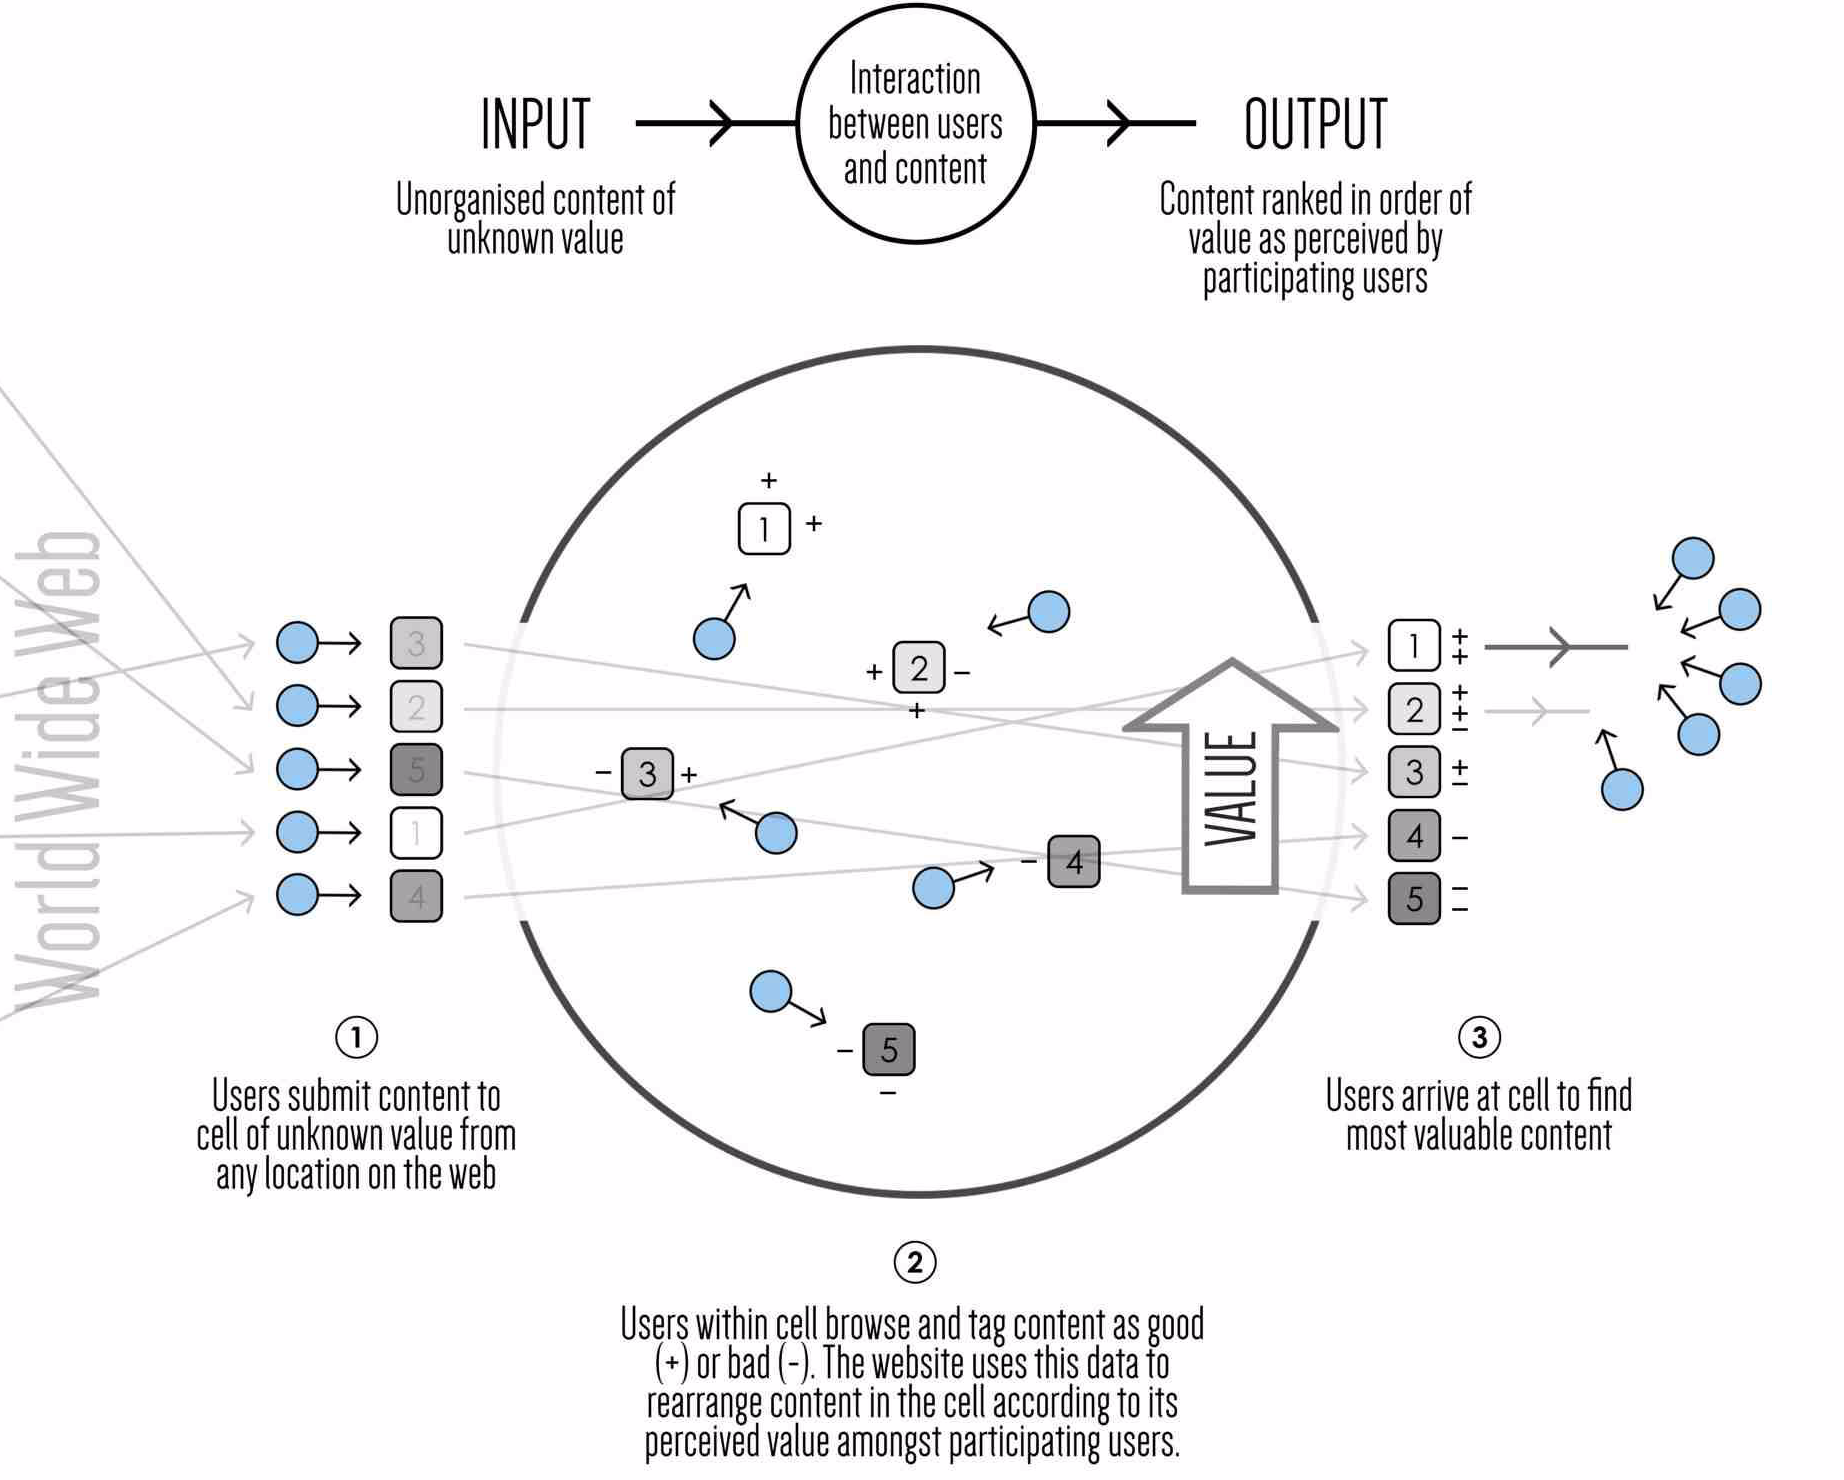 INPUT
Unorganised content of
unknown value
Interaction
between users
and content
OUTPUT
Content ranked in order of
value as perceived by
participating users
World Wide Web
3
2
5
1
4
+
1 +
+ 2 -
+
- 3 +
- 4
- 5
-
VALUE
1 + +
2 + + -
3 + -
4 -
5 - -
1
Users submit content to
cell of unknown value from
any location on the web
2
Users within cell browse and tag content as good
(+) or bad (-). The website uses this data to
rearrange content in the cell according to its
perceived value amongst participating users.
3
Users arrive at cell to find
most valuable content